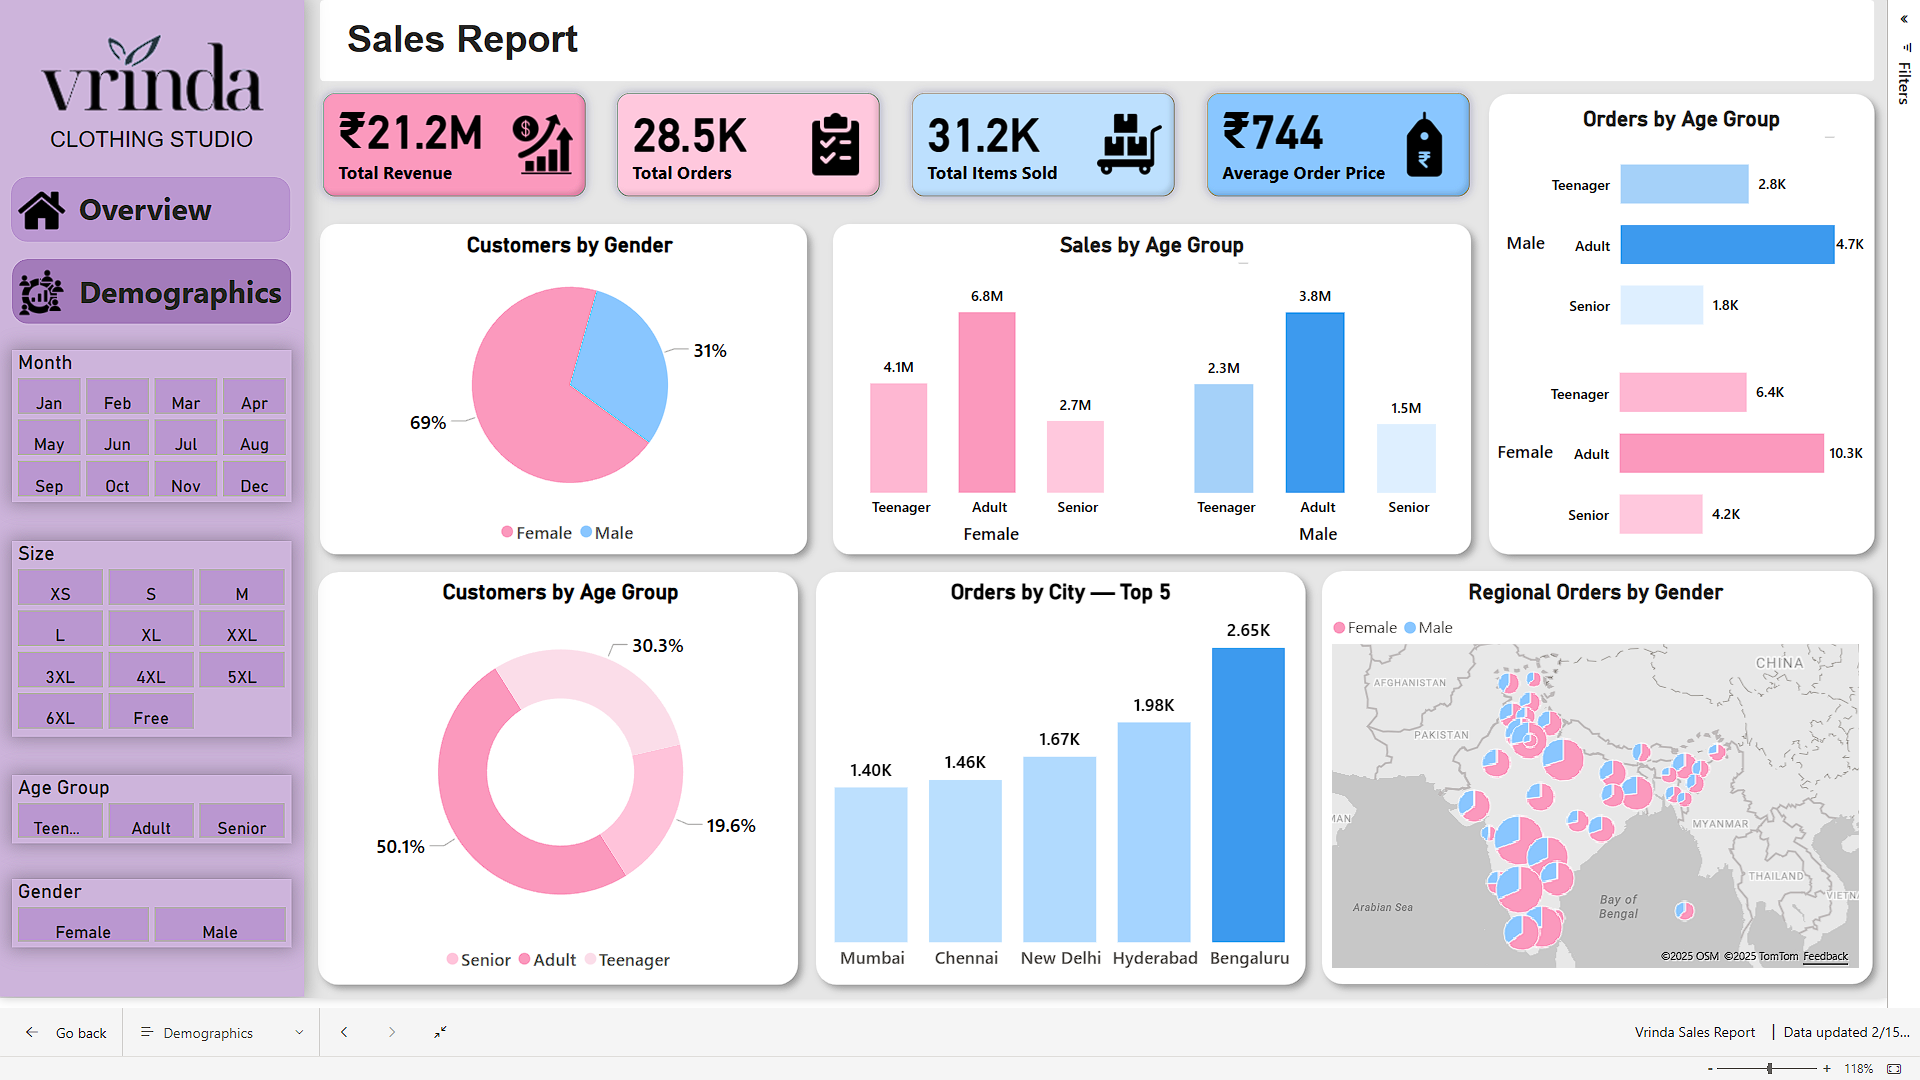 vrinda
CLOTHING STUDIO
Overview
Demographics
Month
Jan Feb Mar Apr
May Jun Jul Aug
Sep Oct Nov Dec
Size
XS S M
L XL XXL
3XL 4XL 5XL
6XL Free
Age Group
Teen... Adult Senior
Gender
Female Male
Sales Report
₹21.2M
Total Revenue
28.5K
Total Orders
31.2K
Total Items Sold
₹744
Average Order Price
₹
Customers by Gender
31%
69%
Female Male
Sales by Age Group
6.8M
4.1M
2.7M
3.8M
2.3M
1.5M
Teenager Adult Senior
Teenager Adult Senior
Female
Male
Orders by Age Group
Teenager 2.8K
Male Adult 4.7K
Senior 1.8K
Teenager 6.4K
Female Adult 10.3K
Senior 4.2K
Customers by Age Group
30.3%
19.6%
50.1%
Senior Adult Teenager
Orders by City — Top 5
1.40K
1.46K
1.67K
1.98K
2.65K
Mumbai Chennai New Delhi Hyderabad Bengaluru
Regional Orders by Gender
Female Male
CHINA
AFGHANISTAN
PAKISTAN
MAN
MYANMAR
THAILAND
VIETNA
Arabian Sea
Bay of
Bengal
©2025 OSM ©2025 TomTom Feedback
Filters
Go back
Demographics
Vrinda Sales Report | Data updated 2/15...
- + 118%